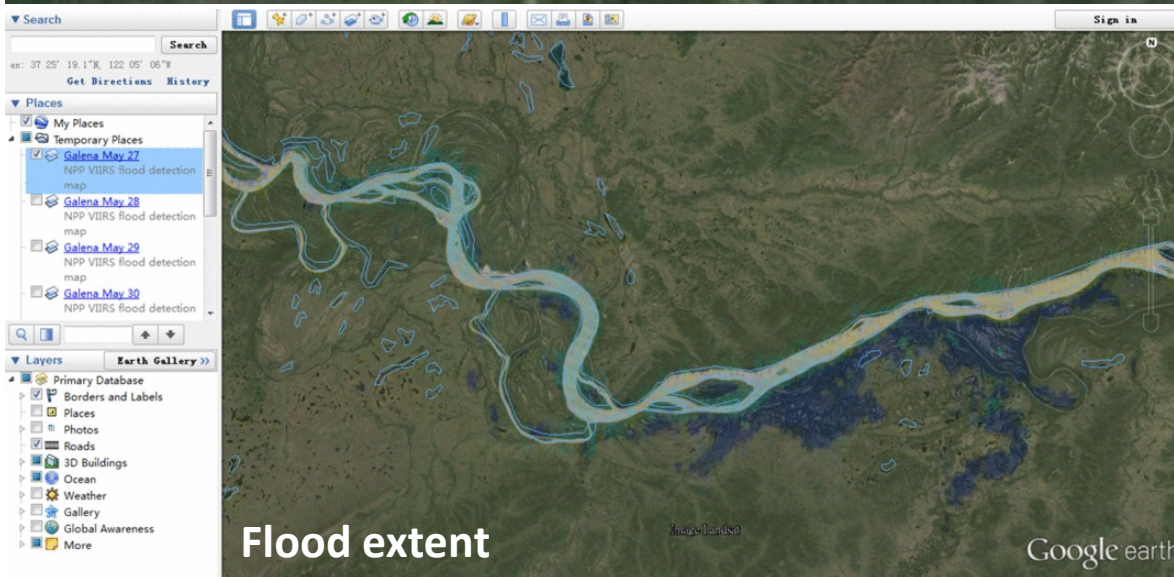 ▼ Search
Sign in
Search
ex: 37 25' 19.1"N, 122 05' 06"W
Get Directions History
▼ Places
My Places
Temporary Places
Galena May 27
NPP VIIRS flood detection
map
Galena May 28
NPP VIIRS flood detection
map
Galena May 29
NPP VIIRS flood detection
map
Galena May 30
NPP VIIRS flood detection
▼ Layers
Earth Gallery >>
Primary Database
Borders and Labels
Places
Photos
Roads
3D Buildings
Ocean
Weather
Gallery
Global Awareness
More
N
Image Landsat
Flood extent
Google earth